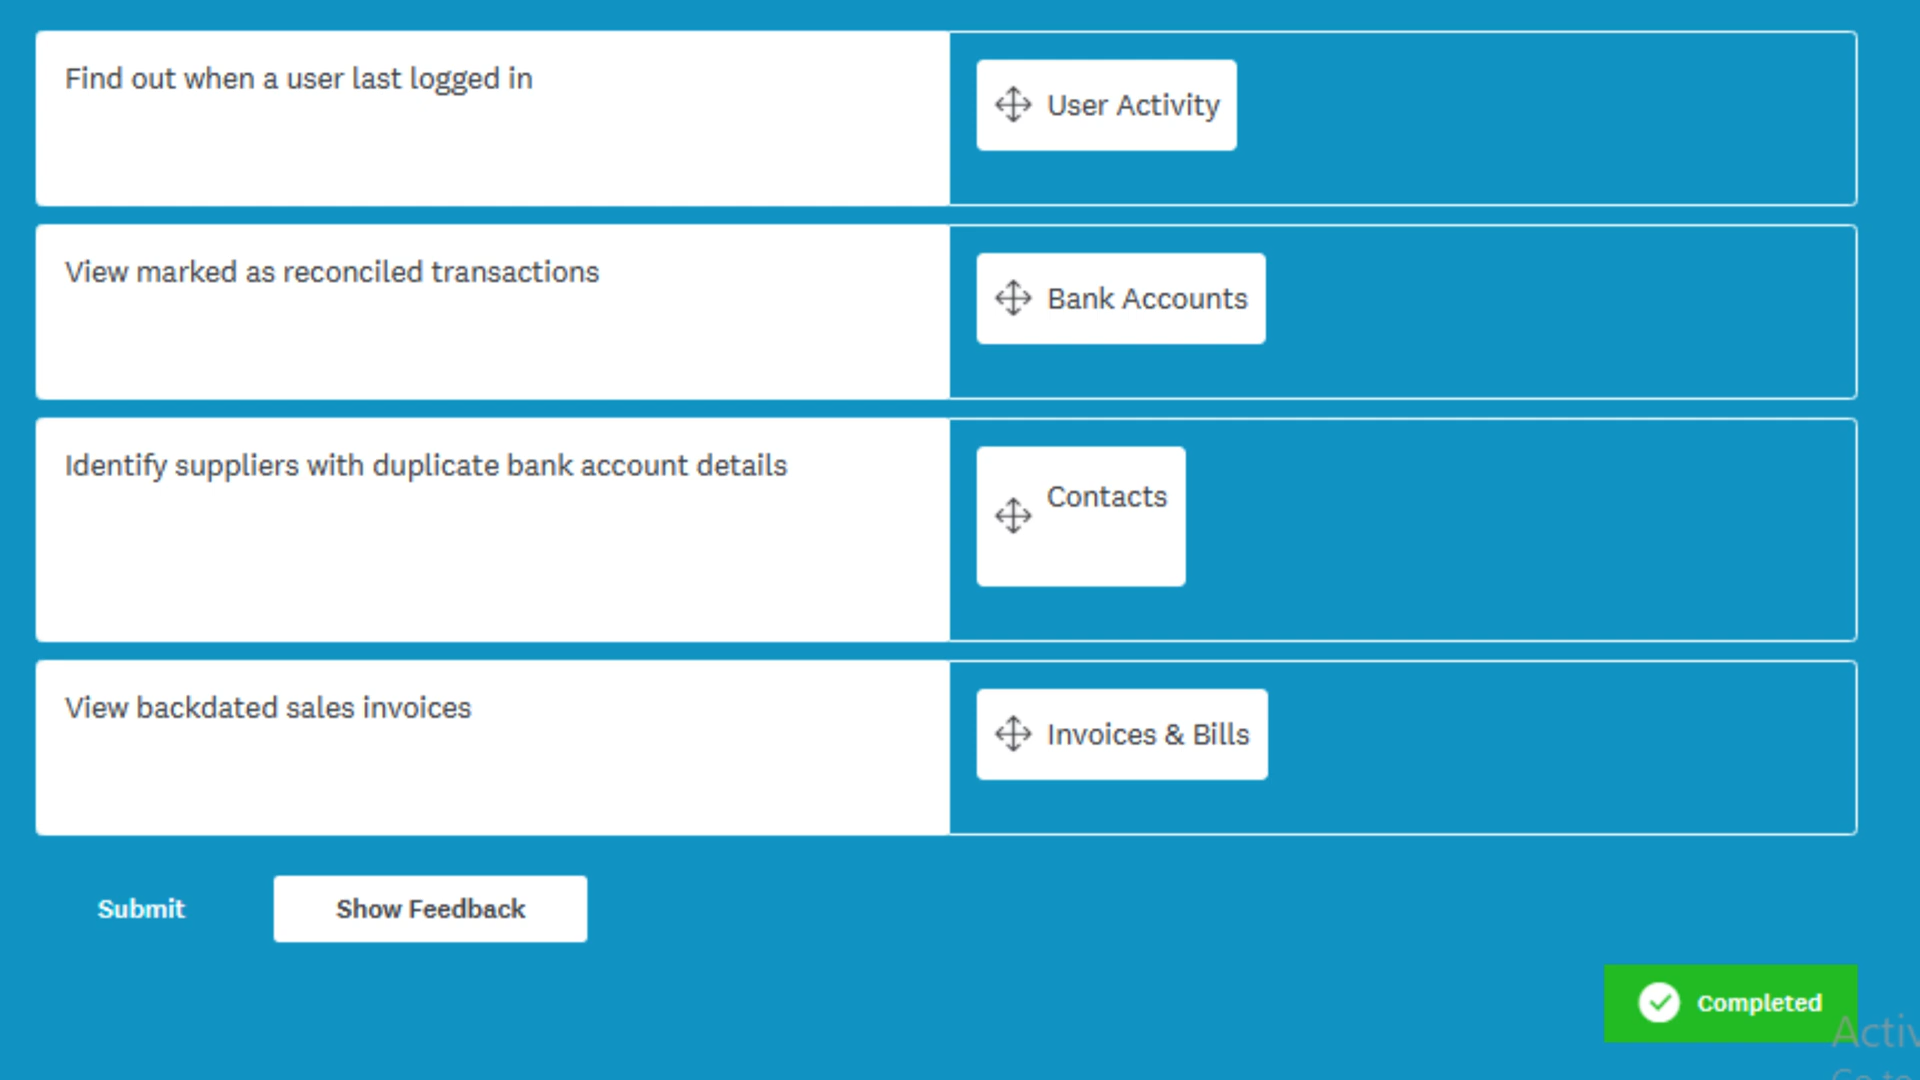 Find out when a user last logged in
User Activity
View marked as reconciled transactions
Bank Accounts
Identify suppliers with duplicate bank account details
Contacts
View backdated sales invoices
Invoices & Bills
Submit
Show Feedback
Completed